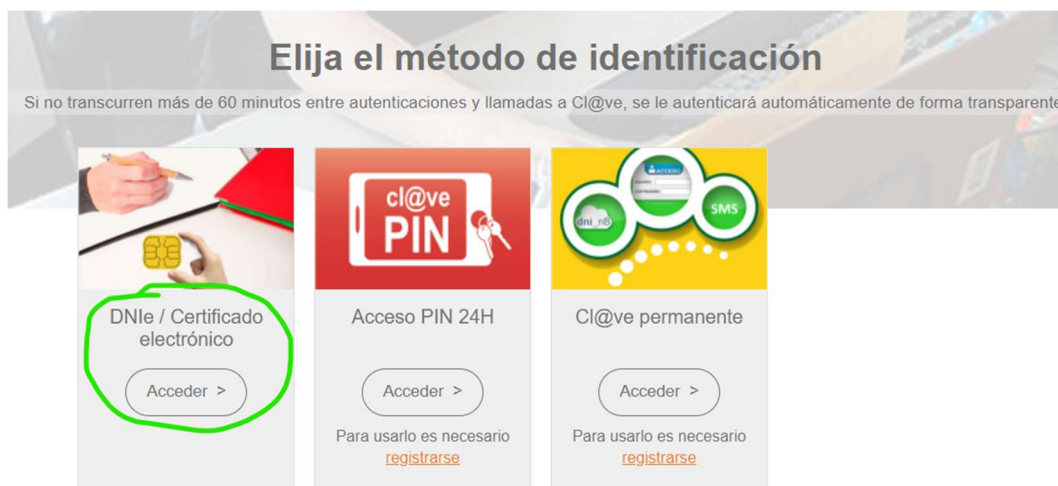 Elija el método de identificación
Si no transcurren más de 60 minutos entre autenticaciones y llamadas a Cl@ve, se le autenticará automáticamente de forma transparente
cl@ve
PIN
ACCESO
dni_nB
SMS
DNIe / Certificado
electrónico
Acceso PIN 24H
Cl@ve permanente
Acceder >
Acceder >
Acceder >
Para usarlo es necesario
registrarse
Para usarlo es necesario
registrarse